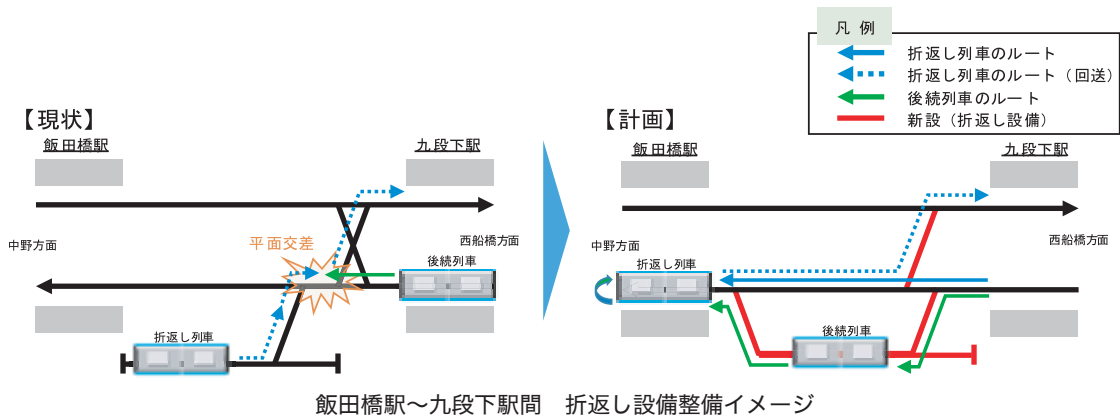 凡 例
折返し列車のルート
折返し列車のルート（回送）
後続列車のルート
新設（折返し設備）
【現状】
飯田橋駅
九段下駅
中野方面
平面交差
西船橋方面
後続列車
折返し列車
【計画】
飯田橋駅
九段下駅
中野方面
西船橋方面
折返し列車
後続列車
飯田橋駅～九段下駅間　折返し設備整備イメージ